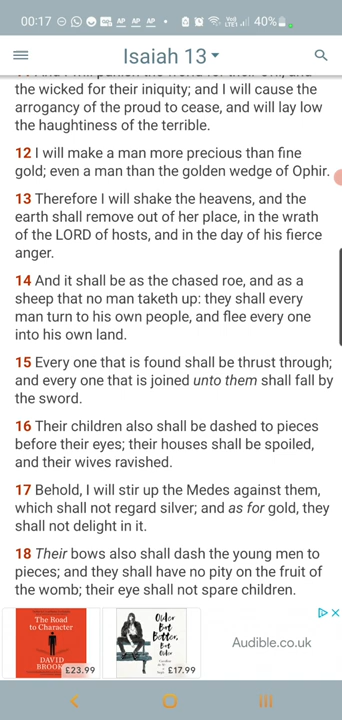 00:17 AP AP AP 40%
Isaiah 13
the wicked for their iniquity; and I will cause the
arrogancy of the proud to cease, and will lay low
the haughtiness of the terrible.
12 I will make a man more precious than fine
gold; even a man than the golden wedge of Ophir.
13 Therefore I will shake the heavens, and the
earth shall remove out of her place, in the wrath
of the LORD of hosts, and in the day of his fierce
anger.
14 And it shall be as the chased roe, and as a
sheep that no man taketh up: they shall every
man turn to his own people, and flee every one
into his own land.
15 Every one that is found shall be thrust through;
and every one that is joined unto them shall fall by
the sword.
16 Their children also shall be dashed to pieces
before their eyes; their houses shall be spoiled,
and their wives ravished.
17 Behold, I will stir up the Medes against them,
which shall not regard silver; and as for gold, they
shall not delight in it.
18 Their bows also shall dash the young men to
pieces; and they shall have no pity on the fruit of
the womb; their eye shall not spare children.
The Road
to Character
DAVID
BROOK
£23.99
Older
But
Better,
But
Older
£17.99
Audible.co.uk